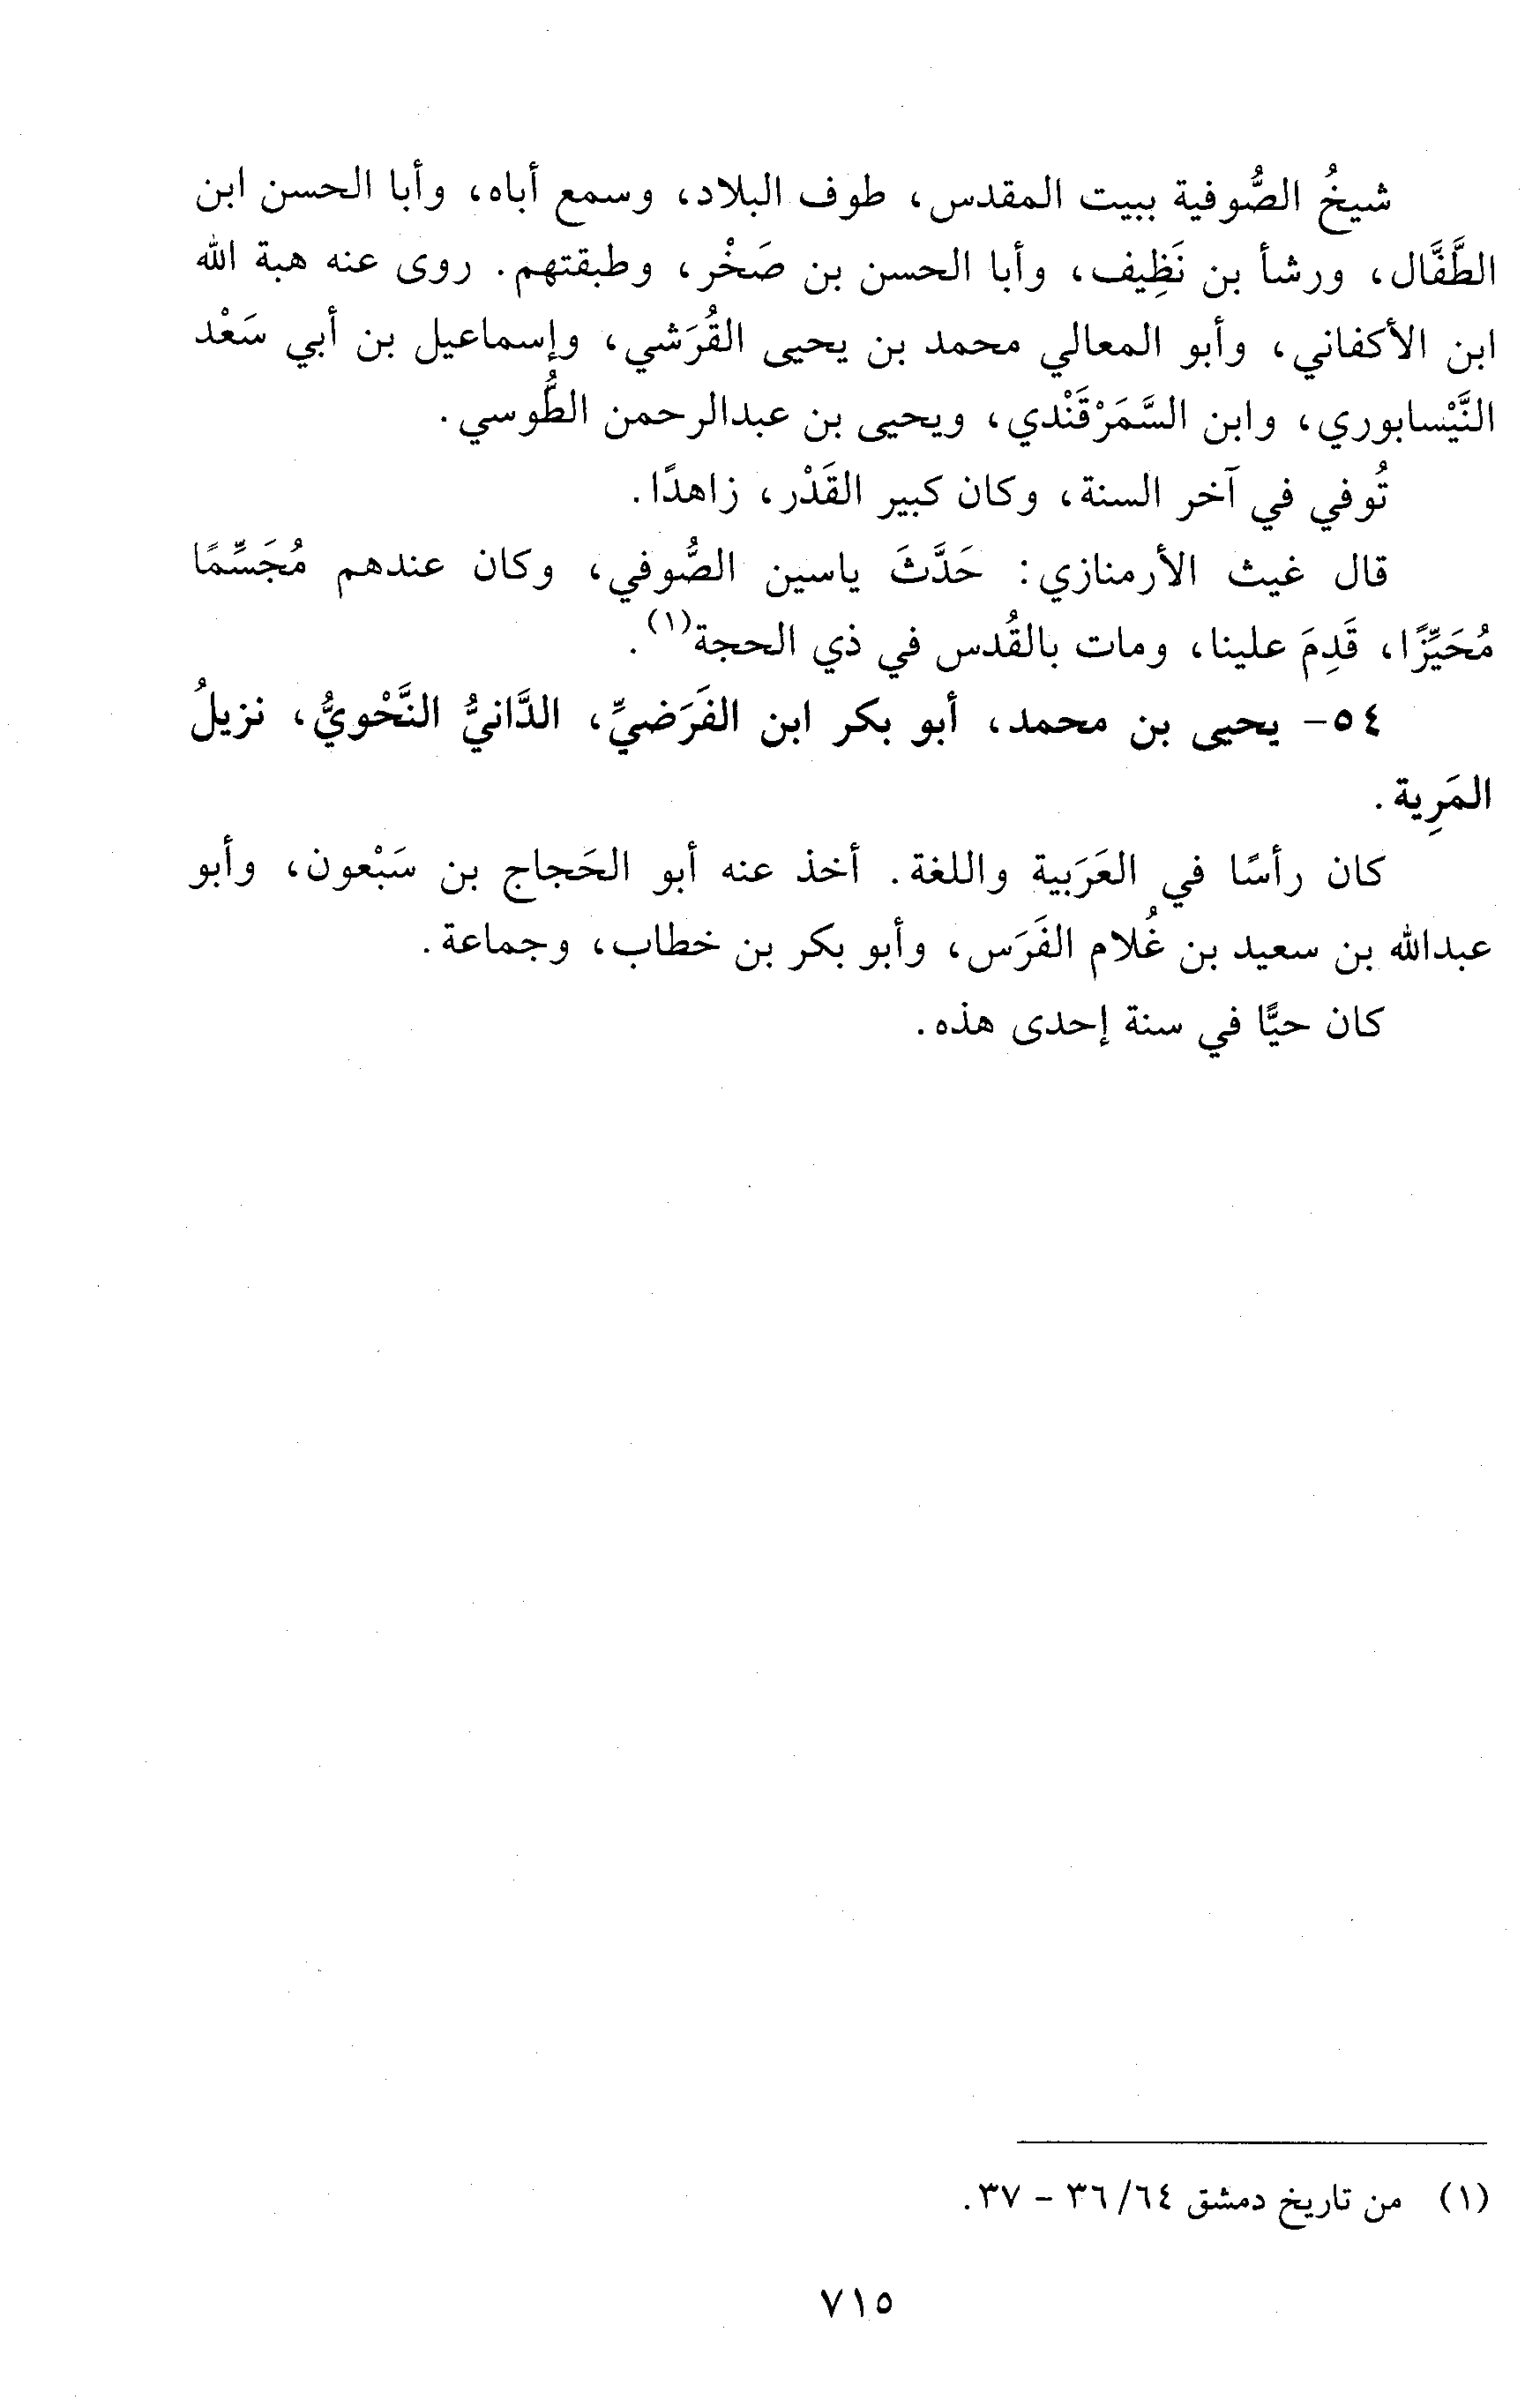 شيخُ الصُّوفية ببيت المقدس، طوف البلاد، وسمع أباه، وأبا الحسن ابن
الطَّفَّال، ورشأ بن نَظِيف، وأبا الحسن بن صَخْر، وطبقتهم. روى عنه هبة الله
ابن الأكفاني، وأبو المعالي محمد بن يحيى القُرَشي، وإسماعيل بن أبي سَعْد
النَّيْسابوري، وابن السَّمَرْقَنْدي، ويحيى بن عبدالرحمن الطُّوسي.
تُوفي في آخر السنة، وكان كبير القَدْر، زاهدًا.
قال غيث الأرمنازي: حَدَّثَ ياسين الصُّوفي، وكان عندهم مُجَسِّمًا
مُحَيِّزًا، قَدِمَ علينا، ومات بالقُدس في ذي الحجة(١).
٥٤- يحيى بن محمد، أبو بكر ابن الفَرَضيِّ، الدَّانيُّ النَّحْويُّ، نزيلُ
المَرِية.
كان رأسًا في العَرَبية واللغة. أخذ عنه أبو الحَجاج بن سَبْعون، وأبو
عبدالله بن سعيد بن غُلام الفَرَس، وأبو بكر بن خطاب، وجماعة.
كان حيًّا في سنة إحدى هذه.
(١) من تاريخ دمشق ٦٤/ ٣٦ - ٣٧.
٧١٥